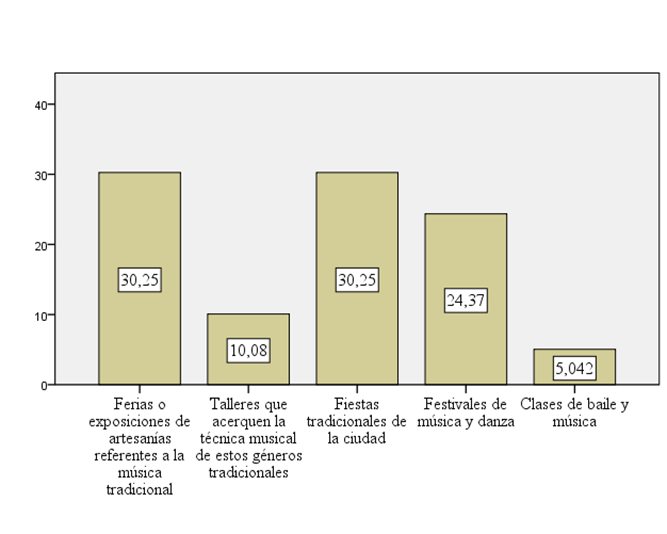 40
30
20
10
0
30,25
10,08
30,25
24,37
5,042
Ferias o
exposiciones de
artesanías
referentes a la
música
tradicional
Talleres que
acerquen la
técnica musical
de estos géneros
tradicionales
Fiestas
tradicionales de
la ciudad
Festivales de
música y danza
Clases de baile y
música